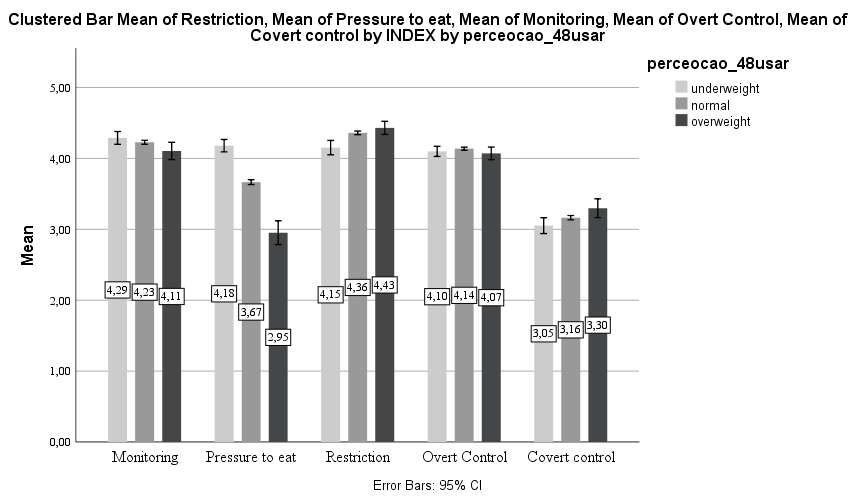 Clustered Bar Mean of Restriction, Mean of Pressure to eat, Mean of Monitoring, Mean of Overt Control, Mean of
Covert control by INDEX by perceocao_48usar
perceocao_48usar
underweight
normal
overweight
5,00
4,00
3,00
2,00
1,00
0,00
Mean
4,29 4,23 4,11
4,18 3,67 2,95
4,15 4,36 4,43
4,10 4,14 4,07
3,05 3,16 3,30
Monitoring Pressure to eat Restriction Overt Control Covert control
Error Bars: 95% CI